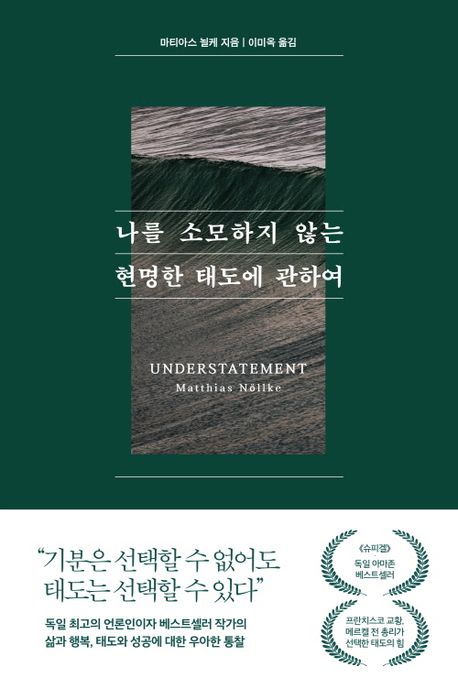 마티아스 뇔케 지음 | 이미옥 옮김
나를 소모하지 않는
현명한 태도에 관하여
UNDERSTATEMENT
Matthias Nöllke
“기분은 선택할 수 없어도
태도는 선택할 수 있다”
독일 최고의 언론인이자 베스트셀러 작가의
삶과 행복, 태도와 성공에 대한 우아한 통찰
《슈피겔》
독일 아마존
베스트셀러
프란치스코 교황,
메르켈 전 총리가
선택한 태도의 힘